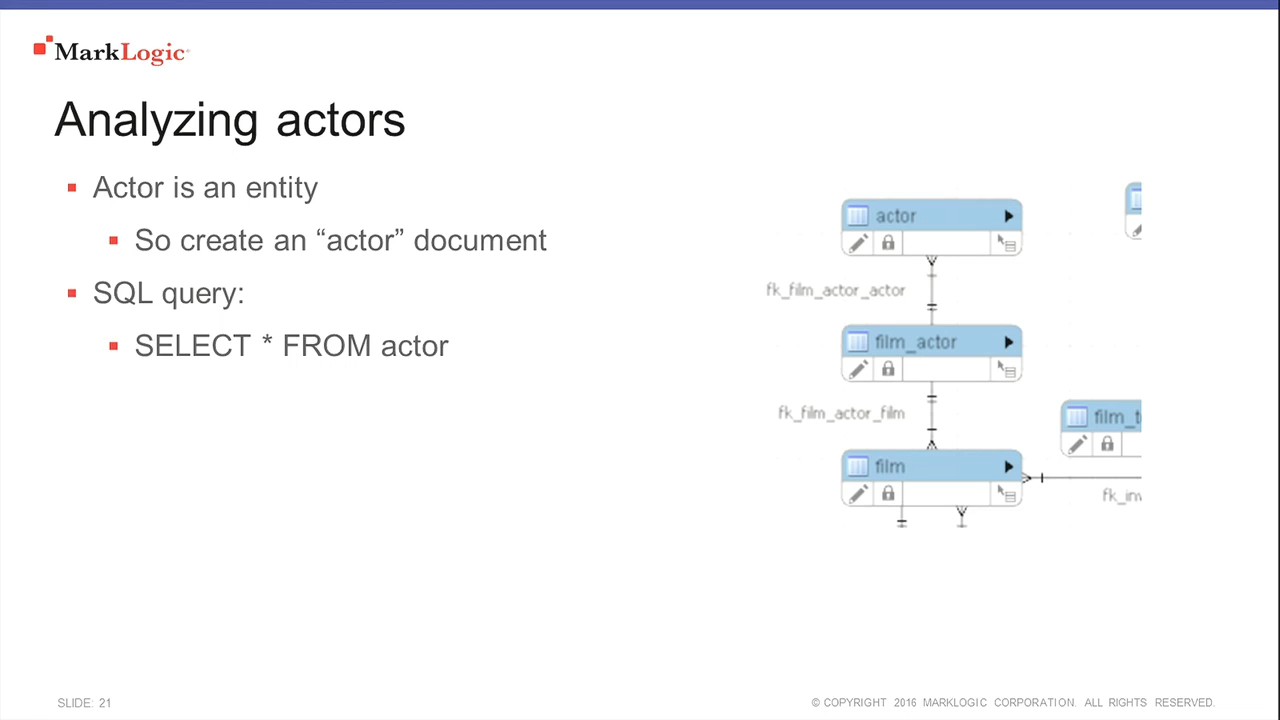 MarkLogic
Analyzing actors
Actor is an entity
So create an “actor” document
SQL query:
SELECT * FROM actor
actor
fk_film_actor_actor
film_actor
fk_film_actor_film
film_t
film
fk_inv
SLIDE: 21
© COPYRIGHT 2016 MARKLOGIC CORPORATION. ALL RIGHTS RESERVED.